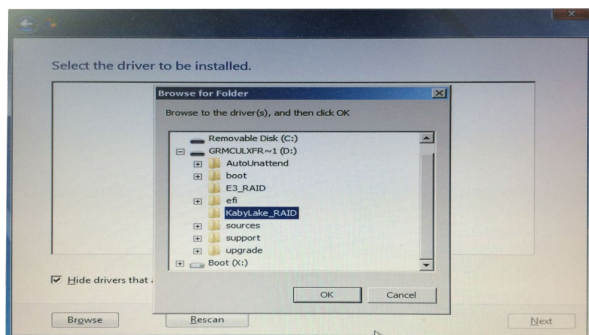 Select the driver to be installed.
Browse for Folder
Browse to the driver(s), and then click OK
Removable Disk (C:)
GRMCULXFR~1 (D:)
AutoUnattend
boot
E3_RAID
efi
KabyLake_RAID
sources
support
upgrade
Boot (X:)
Hide drivers that
OK
Cancel
Browse
Rescan
Next